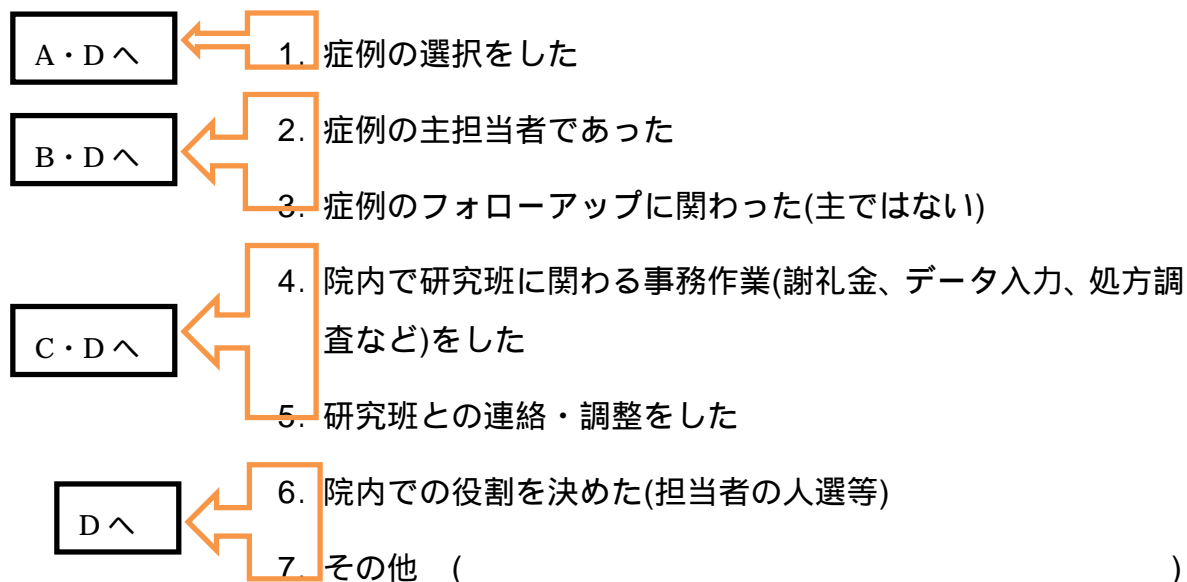 A・Dへ
1. 症例の選択をした
B・Dへ
2. 症例の主担当者であった
3. 症例のフォローアップに関わった(主ではない)
C・Dへ
4. 院内で研究班に関わる事務作業(謝礼金、データ入力、処方調
査など)をした
5. 研究班との連絡・調整をした
Dへ
6. 院内での役割を決めた(担当者の人選等)
7. その他 ( )